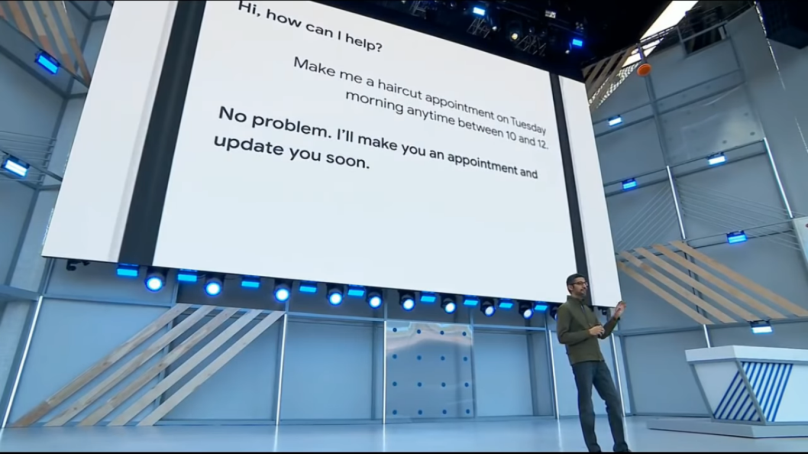 Hi, how can I help?
Make me a haircut appointment on Tuesday
morning anytime between 10 and 12.
No problem. I'll make you an appointment and
update you soon.